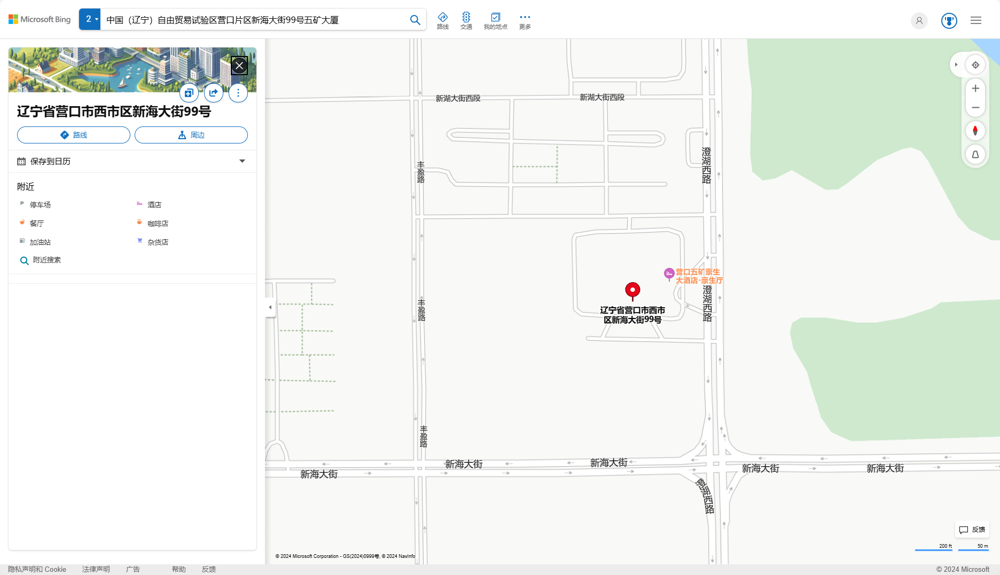 Microsoft Bing
2
中国（辽宁）自由贸易试验区营口片区新海大街99号五矿大厦
路线
交通
我的地点
更多
辽宁省营口市西市区新海大街99号
路线
周边
保存到日历
附近
停车场
酒店
餐厅
咖啡店
加油站
杂货店
附近搜索
新湖大街西段
新湖大街西段
丰盈路
澄湖西路
营口五矿豪生
大酒店-豪生厅
辽宁省营口市西市
区新海大街99号
澄湖西路
丰盈路
丰盈路
新海大街
新海大街
新海大街
新海大街
新海大街
澄湖西路
反馈
200 ft
50 m
© 2024 Microsoft Corporation - GS(2024)0999号, © 2024 NavInfo
隐私声明和 Cookie
法律声明
广告
帮助
反馈
© 2024 Microsoft